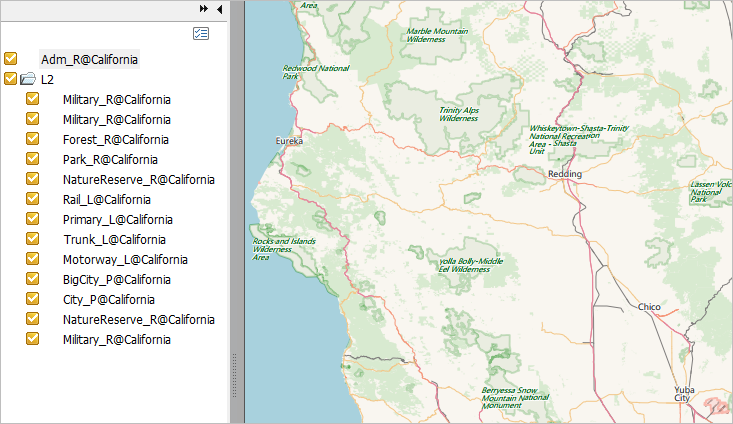 Adm_R@California
L2
Military_R@California
Military_R@California
Forest_R@California
Park_R@California
NatureReserve_R@California
Rail_L@California
Primary_L@California
Trunk_L@California
Motorway_L@California
BigCity_P@California
City_P@California
NatureReserve_R@California
Military_R@California
Area
Marble Mountain
Wilderness
Redwood National
Park
Trinity Alps
Wilderness
Whiskeytown-Shasta-Trinity
National Recreation
Area - Shasta
Unit
Eureka
Redding
Lassen Volc
National
Park
Rocks and Islands
Wilderness
Area
yolla Bolly-Middle
Eel Wilderness
Chico
Berryessa Snow
Mountain National
Monument
Yuba
City